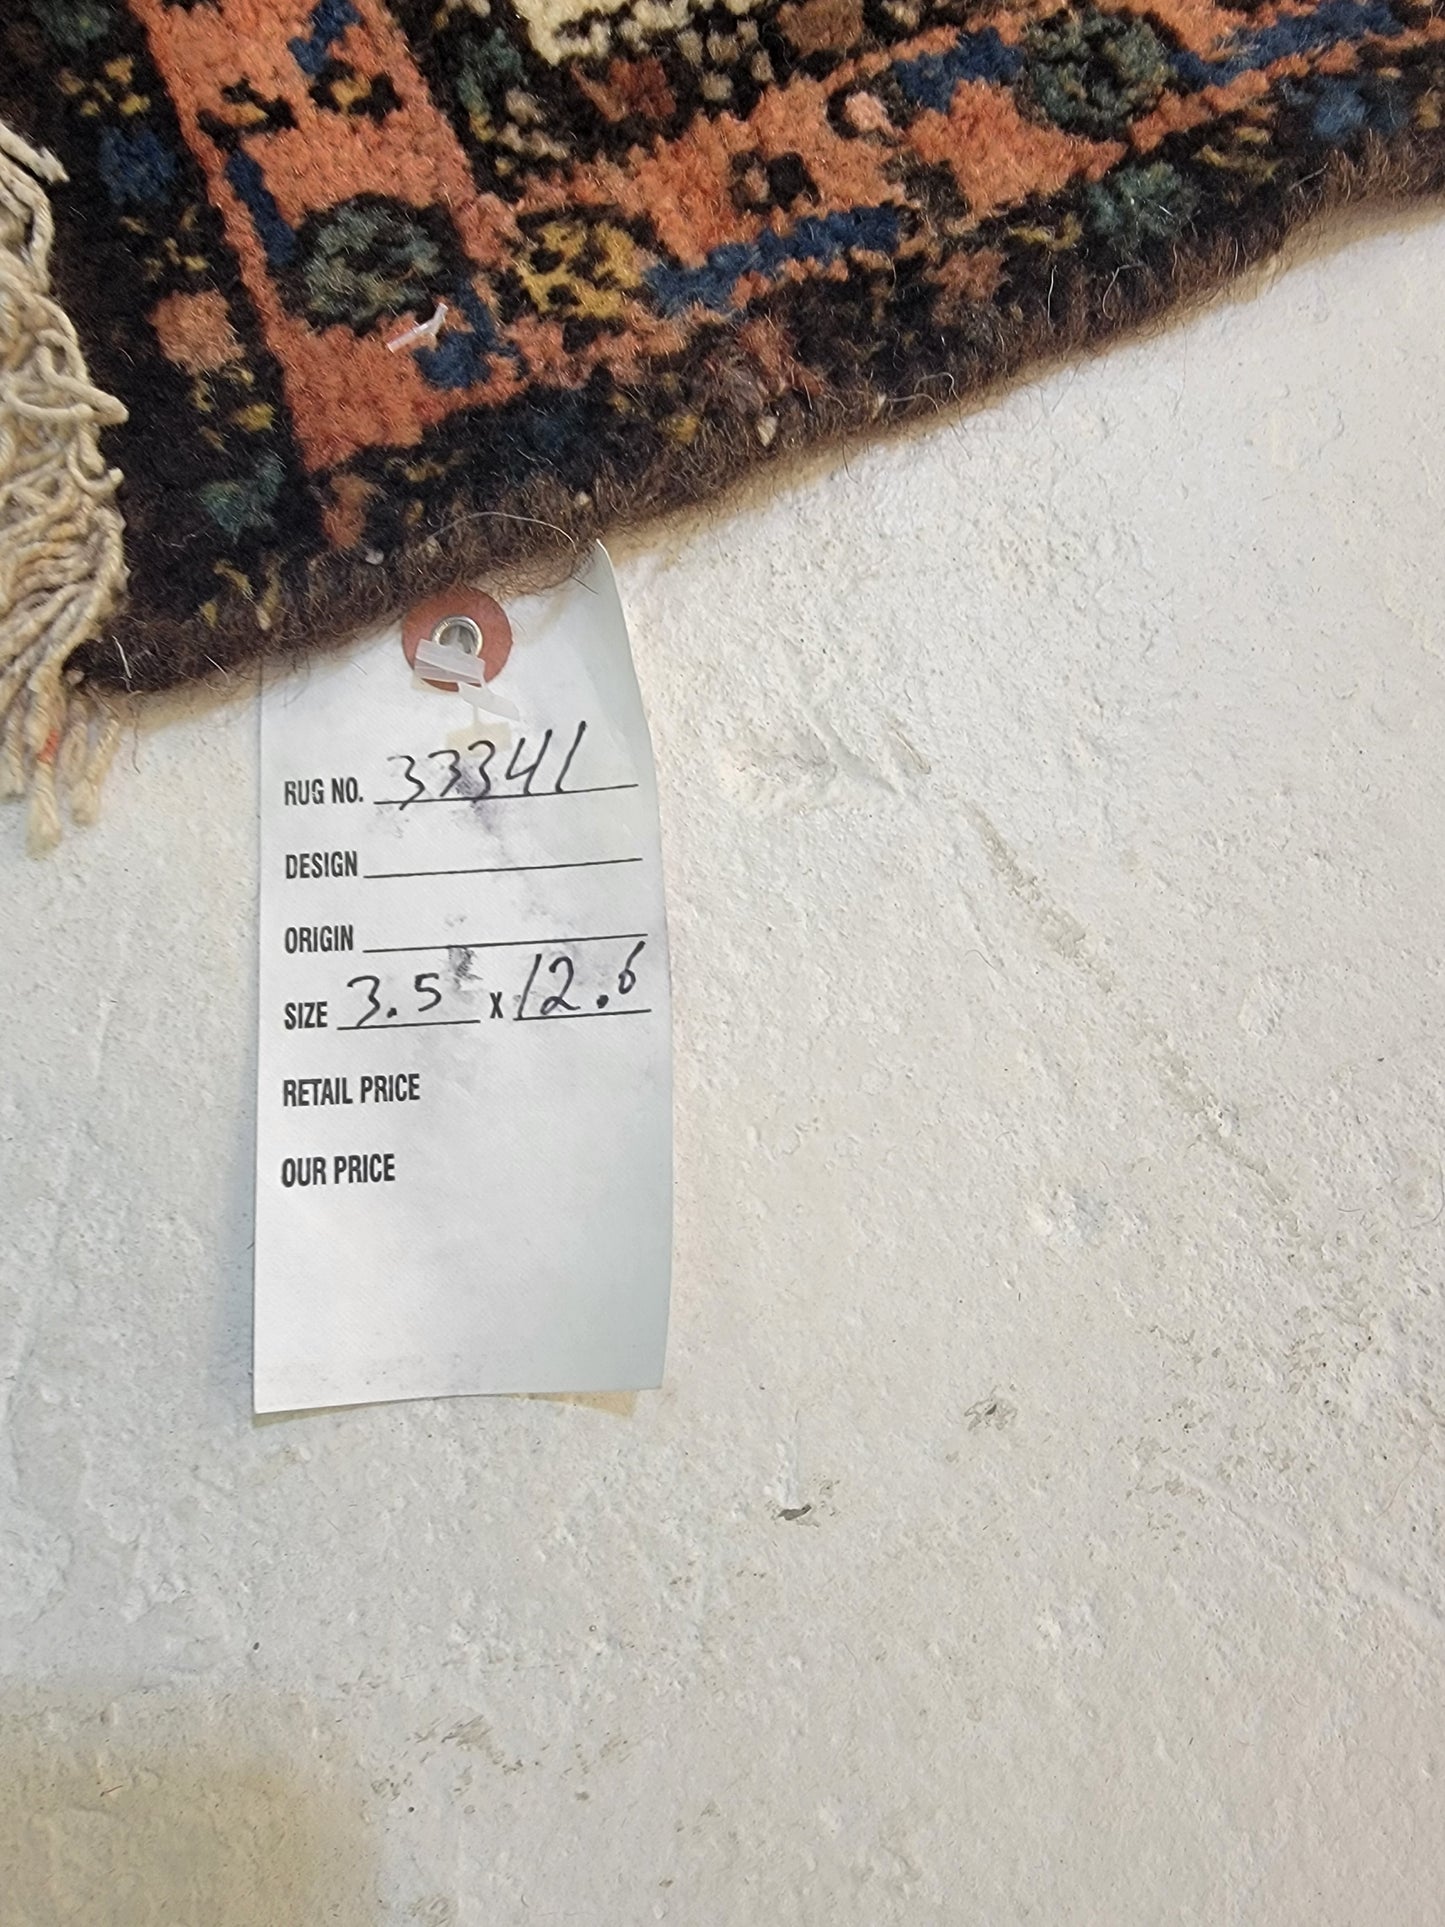 RUG NO. 33341
DESIGN
ORIGIN
SIZE 3.5 x 12.6
RETAIL PRICE
OUR PRICE